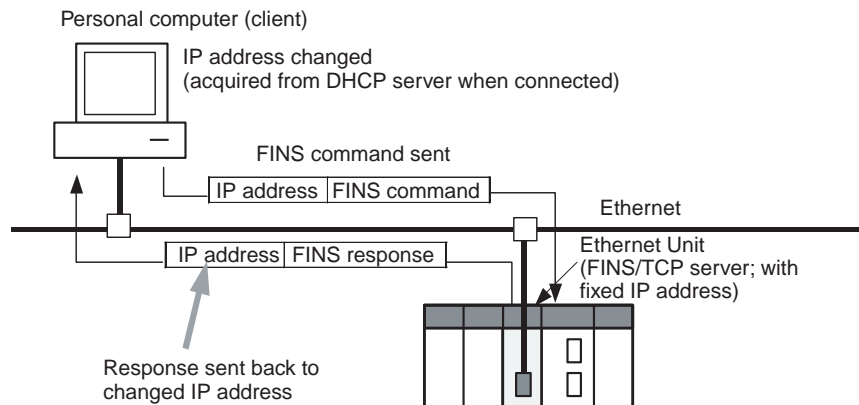 Personal computer (client)
IP address changed
(acquired from DHCP server when connected)
FINS command sent
IP address FINS command
Ethernet
IP address FINS response
Ethernet Unit
(FINS/TCP server; with
fixed IP address)
Response sent back to
changed IP address